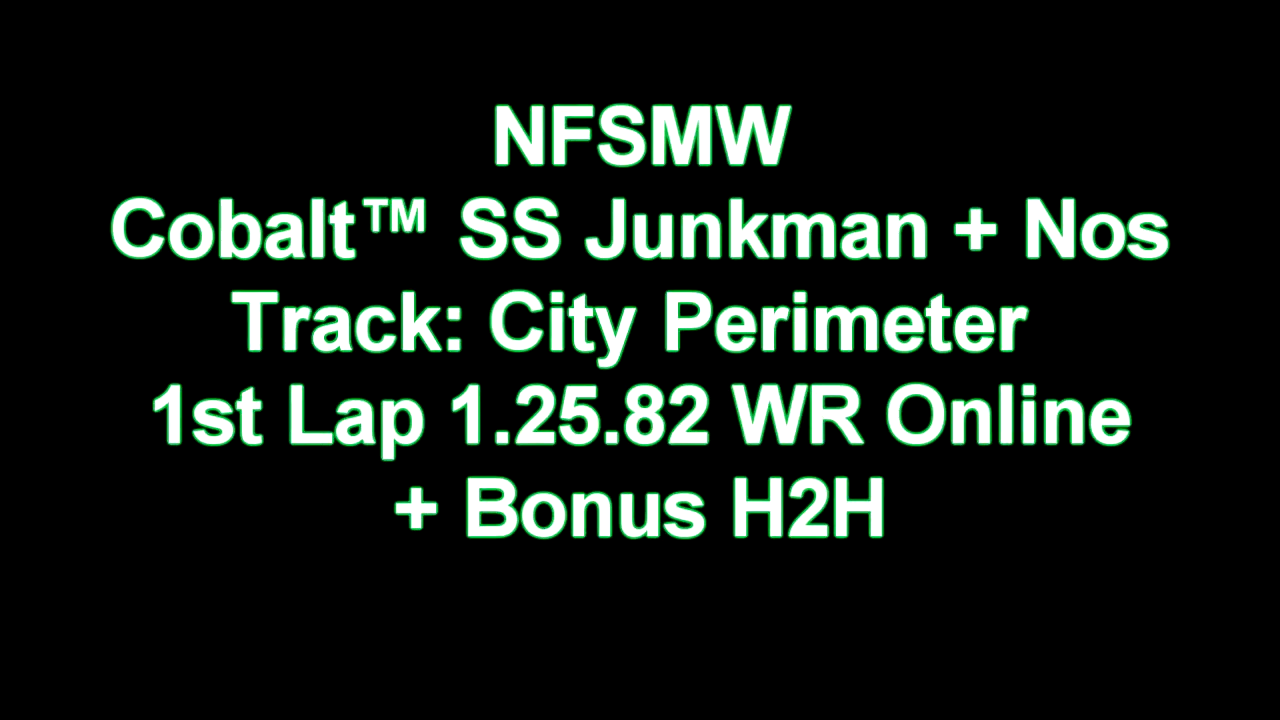 NFSMW
Cobalt™ SS Junkman + Nos
Track: City Perimeter
1st Lap 1.25.82 WR Online
+ Bonus H2H